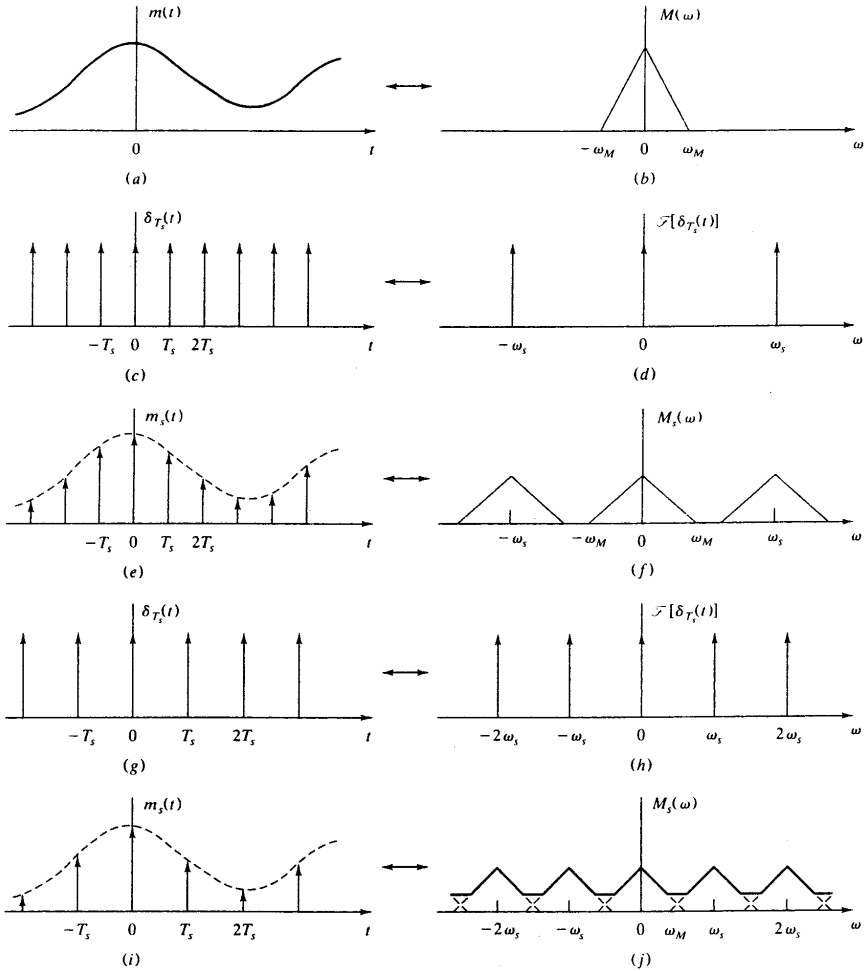 m(t)
M(ω)
0 t
−ω_M 0 ω_M ω
(a)
(b)
δ_{T_s}(t)
ℱ[δ_{T_s}(t)]
−T_s 0 T_s 2T_s t
−ω_s 0 ω_s ω
(c)
(d)
m_s(t)
M_s(ω)
−T_s 0 T_s 2T_s t
−ω_s −ω_M 0 ω_M ω_s ω
(e)
(f)
δ_{T_s}(t)
ℱ[δ_{T_s}(t)]
−T_s 0 T_s 2T_s t
−2ω_s −ω_s 0 ω_s 2ω_s ω
(g)
(h)
m_s(t)
M_s(ω)
−T_s 0 T_s 2T_s t
−2ω_s −ω_s 0 ω_M ω_s 2ω_s ω
(i)
(j)